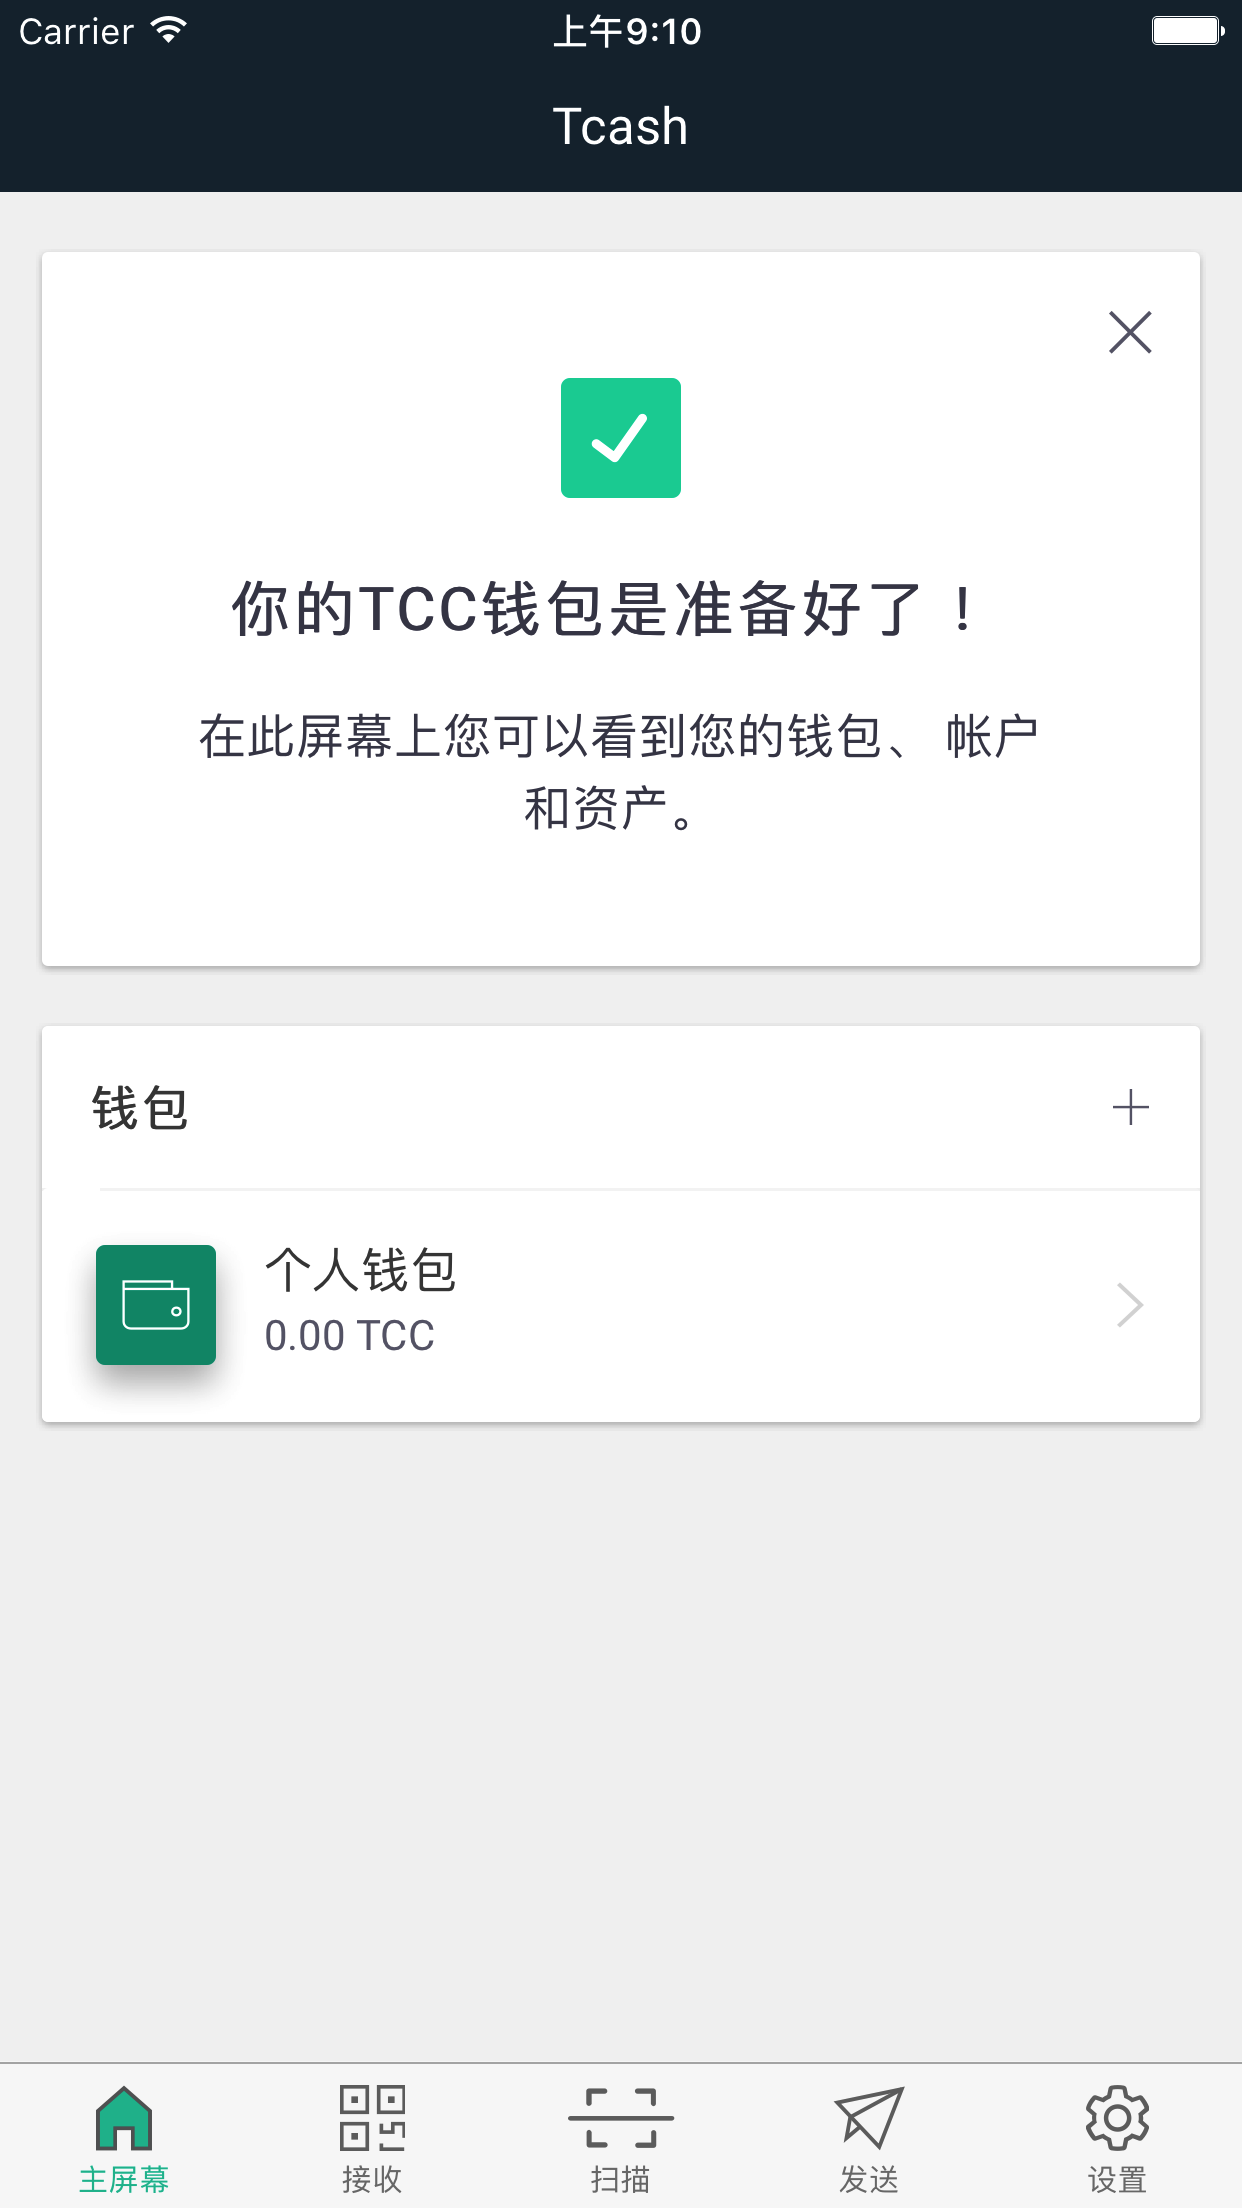 Carrier 上午9:10
Tcash
你的TCC钱包是准备好了！
在此屏幕上您可以看到您的钱包、 帐户
和资产。
钱包
个人钱包
0.00 TCC
主屏幕 接收 扫描 发送 设置